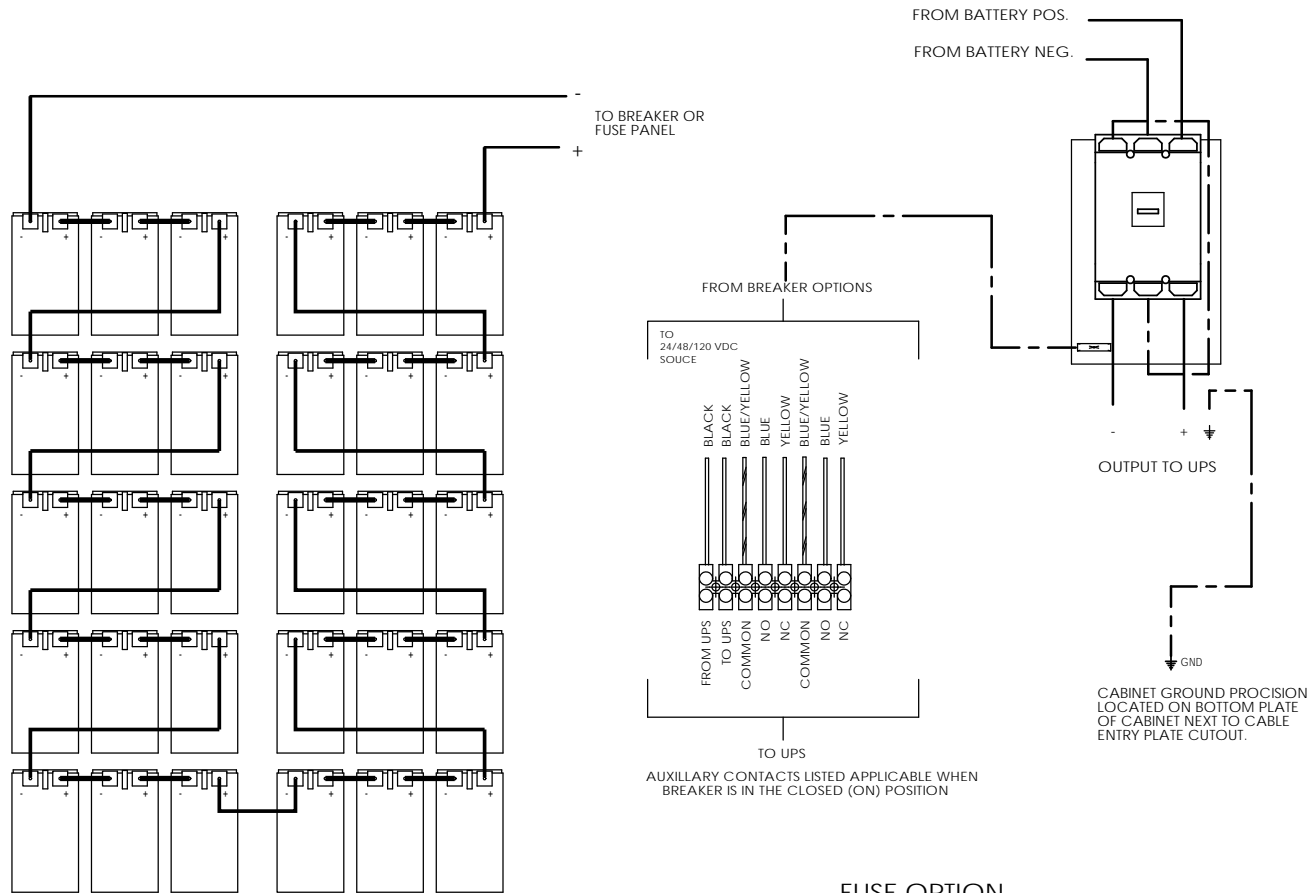 FROM BATTERY POS.
FROM BATTERY NEG.
-
TO BREAKER OR
FUSE PANEL
+
- + - + - +
- + - + - +
- + - + - +
- + - + - +
- + - + - +
- + - + - +
- + - + - +
- + - + - +
- + - + - +
- + - + - +
FROM BREAKER OPTIONS
TO
24/48/120 VDC
SOUCE
BLACK
BLACK
BLUE/YELLOW
BLUE
YELLOW
BLUE/YELLOW
BLUE
YELLOW
FROM UPS
TO UPS
COMMON
NO
NC
COMMON
NO
NC
TO UPS
AUXILLARY CONTACTS LISTED APPLICABLE WHEN
BREAKER IS IN THE CLOSED (ON) POSITION
- +
OUTPUT TO UPS
GND
CABINET GROUND PROCISION
LOCATED ON BOTTOM PLATE
OF CABINET NEXT TO CABLE
ENTRY PLATE CUTOUT.
FUSE OPTION